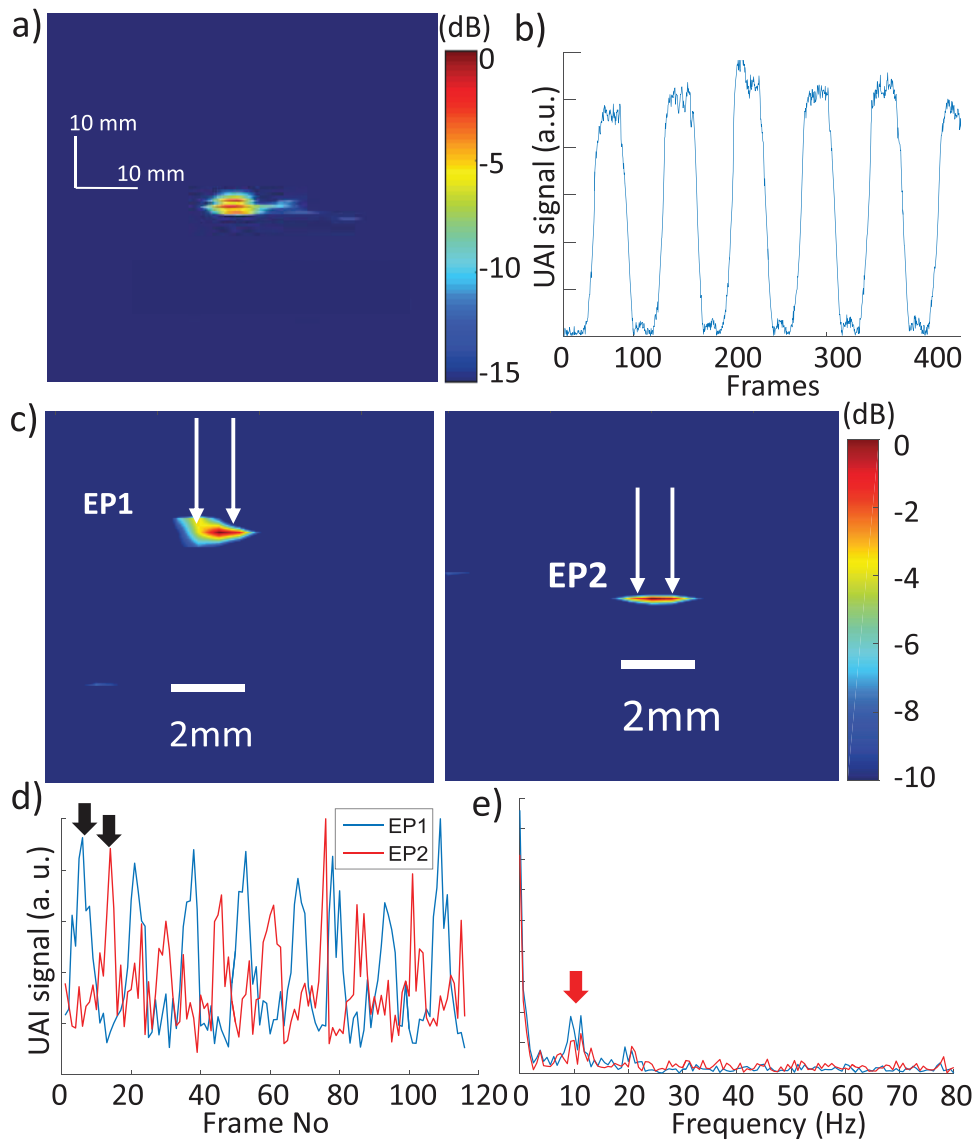 a)
(dB)
0
-5
-10
-15
10 mm
10 mm
b)
UAI signal (a.u.)
0 100 200 300 400
Frames
c)
EP1
2mm
EP2
2mm
(dB)
0
-2
-4
-6
-8
-10
d)
EP1
EP2
UAI signal (a. u.)
0 20 40 60 80 100 120
Frame No
e)
0 10 20 30 40 50 60 70 80
Frequency (Hz)